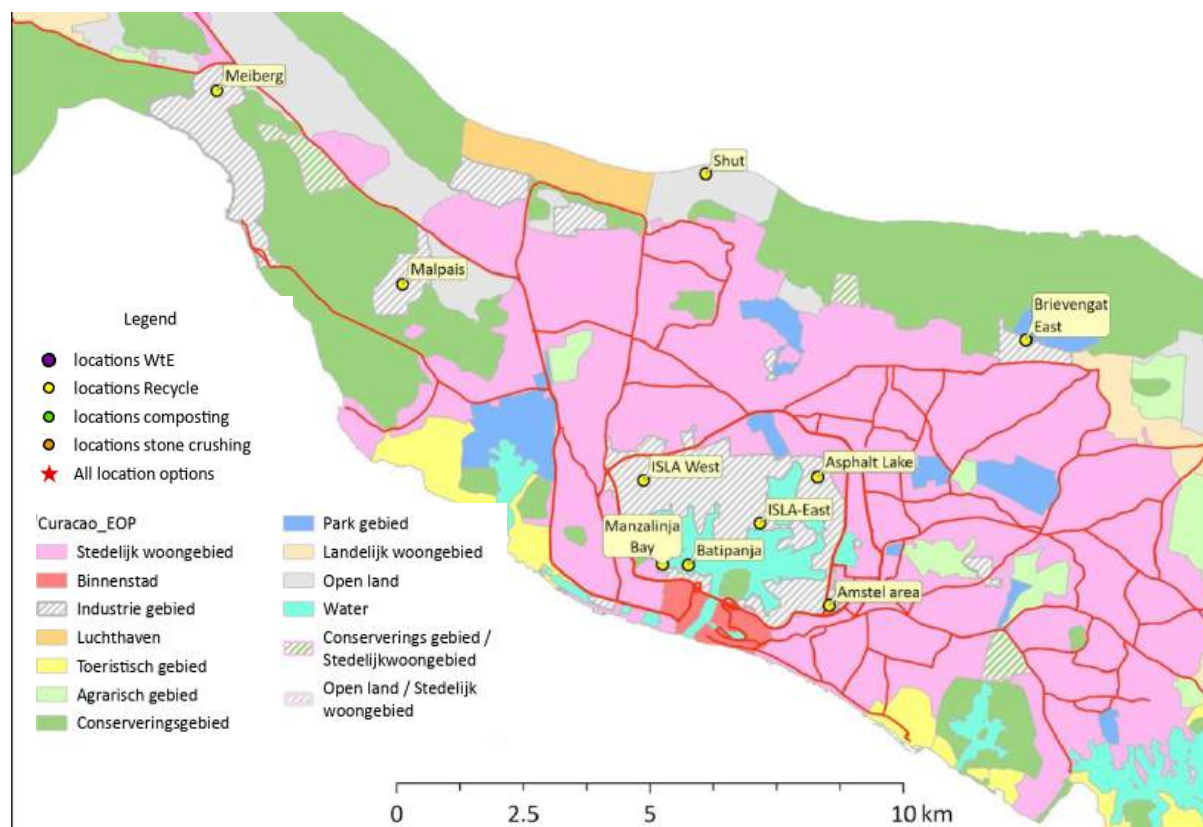 Meiberg
Shut
Malpais
Brievengat
East
Legend
locations WtE
locations Recycle
locations composting
locations stone crushing
All location options
ISLA West
Asphalt Lake
ISLA-East
Manzalinja
Bay
Batipanja
Amstel area
Curacao_EOP
Stedelijk woongebied
Binnenstad
Industrie gebied
Luchthaven
Toeristisch gebied
Agrarisch gebied
Conserveringsgebied
Park gebied
Landelijk woongebied
Open land
Water
Conserverings gebied /
Stedelijkwoongebied
Open land / Stedelijk
woongebied
0 2.5 5 10 km